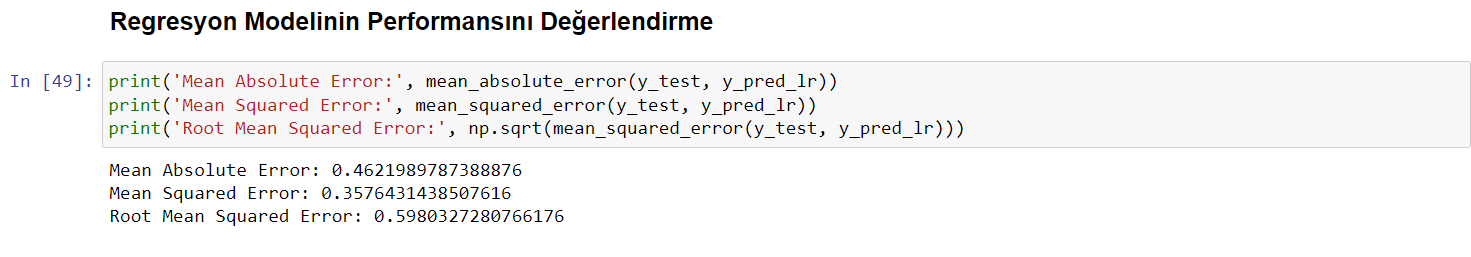 Regresyon Modelinin Performansını Değerlendirme
In [49]: print('Mean Absolute Error:', mean_absolute_error(y_test, y_pred_lr))
print('Mean Squared Error:', mean_squared_error(y_test, y_pred_lr))
print('Root Mean Squared Error:', np.sqrt(mean_squared_error(y_test, y_pred_lr)))
Mean Absolute Error: 0.4621989787388876
Mean Squared Error: 0.3576431438507616
Root Mean Squared Error: 0.5980327280766176